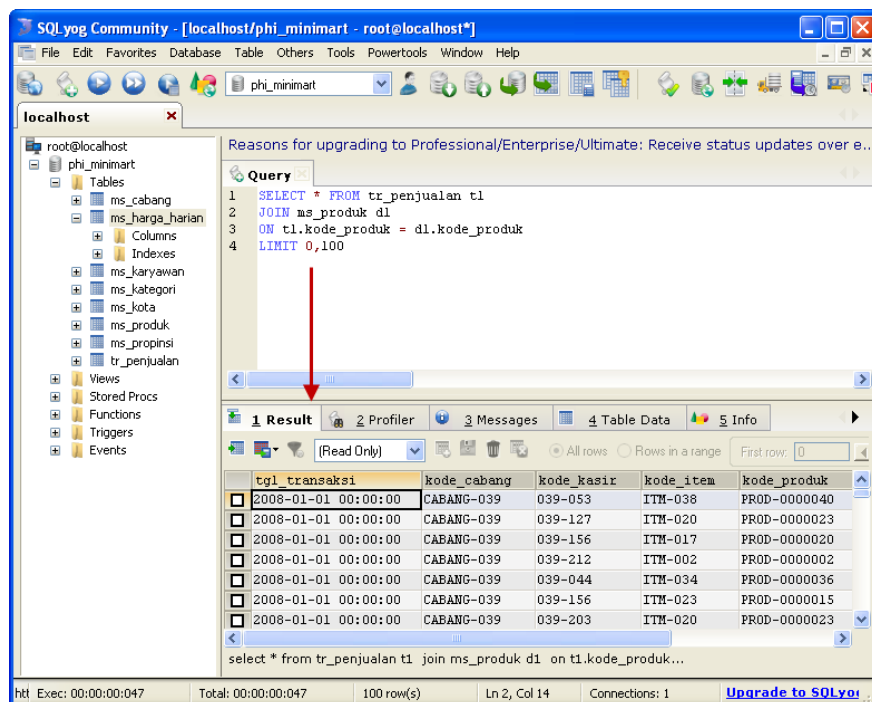 SQLyog Community - [localhost/phi_minimart - root@localhost*]
File Edit Favorites Database Table Others Tools Powertools Window Help
phi_minimart
localhost
root@localhost
phi_minimart
Tables
ms_cabang
ms_harga_harian
Columns
Indexes
ms_karyawan
ms_kategori
ms_kota
ms_produk
ms_propinsi
tr_penjualan
Views
Stored Procs
Functions
Triggers
Events
Reasons for upgrading to Professional/Enterprise/Ultimate: Receive status updates over e..
Query
1 SELECT * FROM tr_penjualan t1
2 JOIN ms_produk d1
3 ON t1.kode_produk = d1.kode_produk
4 LIMIT 0,100
1 Result 2 Profiler 3 Messages 4 Table Data 5 Info
(Read Only) All rows Rows in a range First row: 0
tgl_transaksi kode_cabang kode_kasir kode_item kode_produk
2008-01-01 00:00:00 CABANG-039 039-053 ITM-038 PROD-0000040
2008-01-01 00:00:00 CABANG-039 039-127 ITM-020 PROD-0000023
2008-01-01 00:00:00 CABANG-039 039-156 ITM-017 PROD-0000020
2008-01-01 00:00:00 CABANG-039 039-212 ITM-002 PROD-0000002
2008-01-01 00:00:00 CABANG-039 039-044 ITM-034 PROD-0000036
2008-01-01 00:00:00 CABANG-039 039-156 ITM-023 PROD-0000015
2008-01-01 00:00:00 CABANG-039 039-203 ITM-020 PROD-0000023
select * from tr_penjualan t1 join ms_produk d1 on t1.kode_produk...
htt Exec: 00:00:00:047 Total: 00:00:00:047 100 row(s) Ln 2, Col 14 Connections: 1 Upgrade to SQLyog